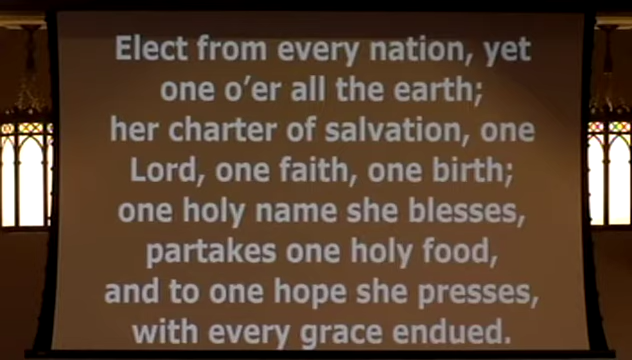 Elect from every nation, yet
one o'er all the earth;
her charter of salvation, one
Lord, one faith, one birth;
one holy name she blesses,
partakes one holy food,
and to one hope she presses,
with every grace endued.